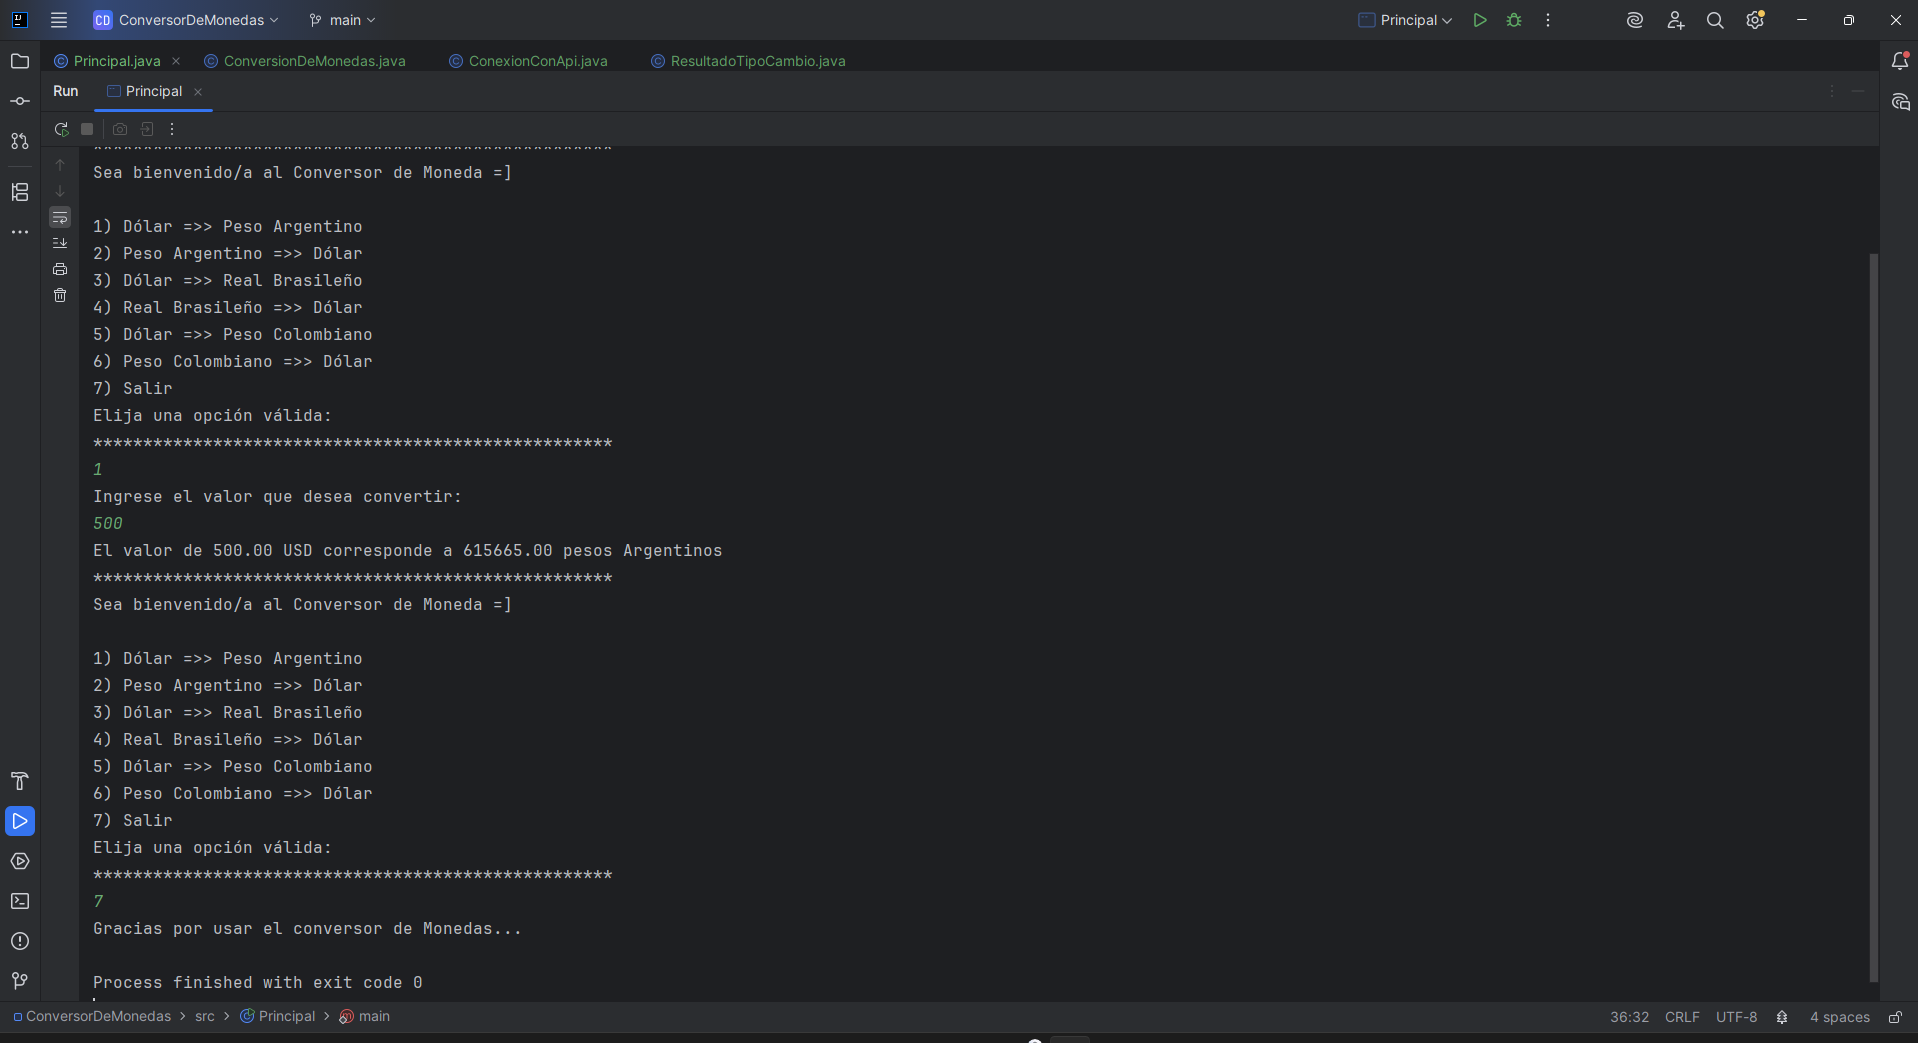 CD ConversorDeMonedas main Principal
Principal.java ConversionDeMonedas.java ConexionConApi.java ResultadoTipoCambio.java
Run Principal
****************************************************
Sea bienvenido/a al Conversor de Moneda =]
1) Dólar =>> Peso Argentino
2) Peso Argentino =>> Dólar
3) Dólar =>> Real Brasileño
4) Real Brasileño =>> Dólar
5) Dólar =>> Peso Colombiano
6) Peso Colombiano =>> Dólar
7) Salir
Elija una opción válida:
****************************************************
1
Ingrese el valor que desea convertir:
500
El valor de 500.00 USD corresponde a 615665.00 pesos Argentinos
****************************************************
Sea bienvenido/a al Conversor de Moneda =]
1) Dólar =>> Peso Argentino
2) Peso Argentino =>> Dólar
3) Dólar =>> Real Brasileño
4) Real Brasileño =>> Dólar
5) Dólar =>> Peso Colombiano
6) Peso Colombiano =>> Dólar
7) Salir
Elija una opción válida:
****************************************************
7
Gracias por usar el conversor de Monedas...
Process finished with exit code 0
ConversorDeMonedas > src > Principal > main 36:32 CRLF UTF-8 4 spaces